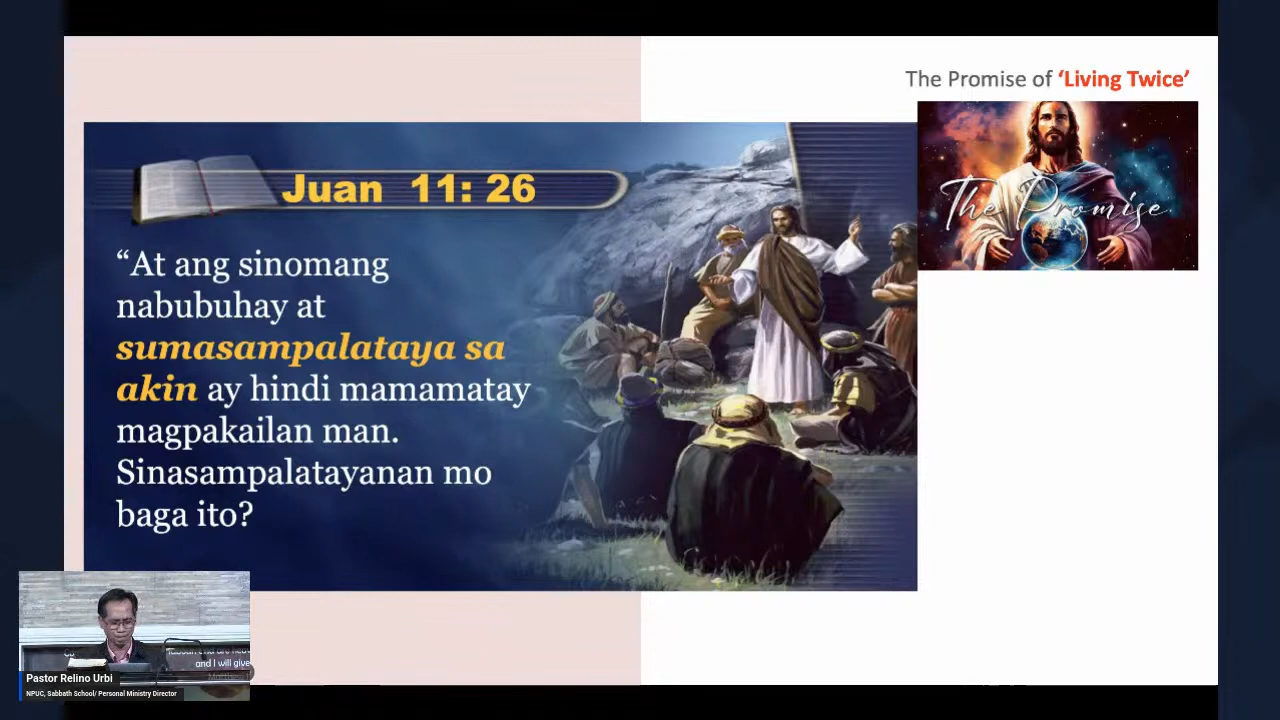 The Promise of ‘Living Twice’
The Promise
Juan 11: 26
“At ang sinomang
nabubuhay at
sumasampalataya sa
akin ay hindi mamamatay
magpakailan man.
Sinasampalatayanan mo
baga ito?
and I will give
Pastor Relino Urbi
NPUC, Sabbath School/ Personal Ministry Director